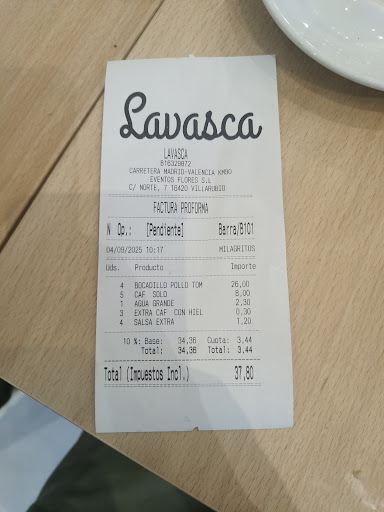 Lavasca
LAVASCA
B16329872
CARRETERA MADRID-VALENCIA KM80
EVENTOS FLORES S.L
C/ NORTE, 7 16420 VILLARUBIO
FACTURA PROFORMA
N Op.: [Pendiente] Barra/B101
04/09/2025 10:17 MILAGRITOS
Uds. Producto Importe
4 BOCADILLO POLLO TOM 26,00
5 CAF SOLO 8,00
1 AGUA GRANDE 2,30
3 EXTRA CAF CON HIEL 0,30
4 SALSA EXTRA 1,20
10 %: Base: 34,36 Cuota: 3,44
Total: 34,36 Total: 3,44
Total (Impuestos Incl.) 37,80